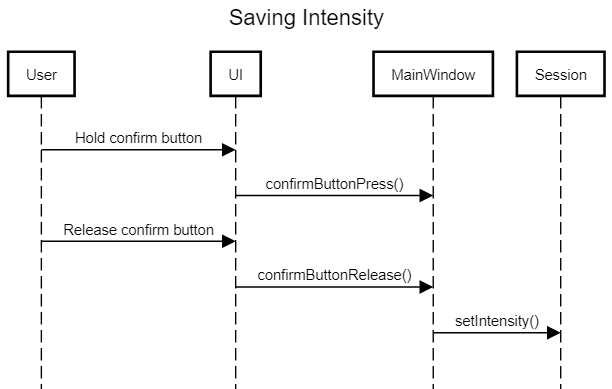 Saving Intensity
User
UI
MainWindow
Session
Hold confirm button
confirmButtonPress()
Release confirm button
confirmButtonRelease()
setIntensity()